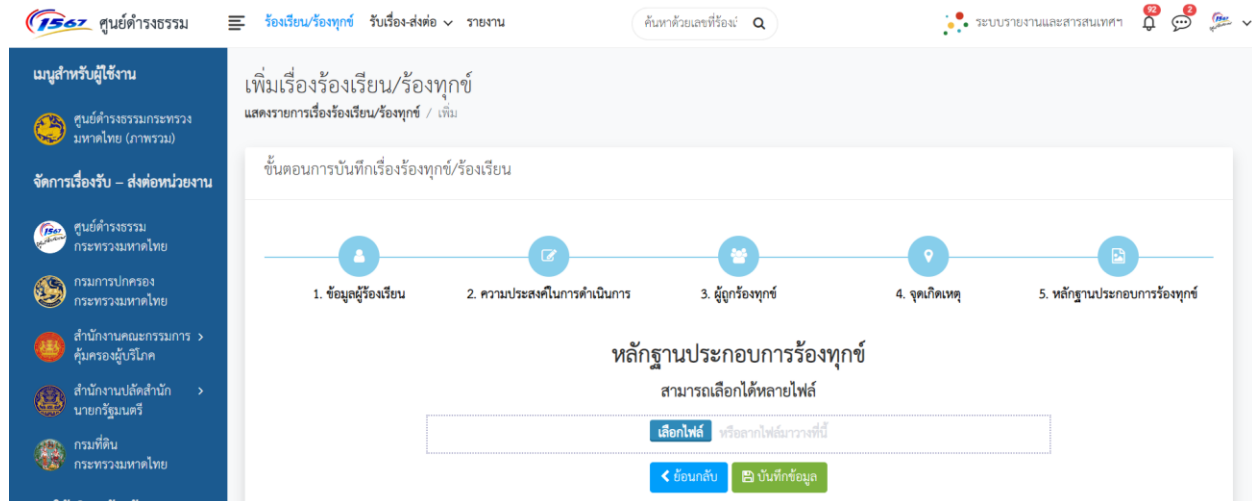 1567 ศูนย์ดำรงธรรม
ร้องเรียน/ร้องทุกข์ รับเรื่อง-ส่งต่อ รายงาน
ค้นหาด้วยเลขที่ร้อง
ระบบรายงานและสารสนเทศฯ
92
2
เมนูสำหรับผู้ใช้งาน
ศูนย์ดำรงธรรมกระทรวง
มหาดไทย (ภาพรวม)
จัดการเรื่องรับ – ส่งต่อหน่วยงาน
ศูนย์ดำรงธรรม
กระทรวงมหาดไทย
กรมการปกครอง
กระทรวงมหาดไทย
สำนักงานคณะกรรมการ
คุ้มครองผู้บริโภค
สำนักงานปลัดสำนัก
นายกรัฐมนตรี
กรมที่ดิน
กระทรวงมหาดไทย
เพิ่มเรื่องร้องเรียน/ร้องทุกข์
แสดงรายการเรื่องร้องเรียน/ร้องทุกข์ / เพิ่ม
ขั้นตอนการบันทึกเรื่องร้องทุกข์/ร้องเรียน
1. ข้อมูลผู้ร้องเรียน
2. ความประสงค์ในการดำเนินการ
3. ผู้ถูกร้องทุกข์
4. จุดเกิดเหตุ
5. หลักฐานประกอบการร้องทุกข์
หลักฐานประกอบการร้องทุกข์
สามารถเลือกได้หลายไฟล์
เลือกไฟล์ หรือลากไฟล์มาวางที่นี่
ย้อนกลับ บันทึกข้อมูล